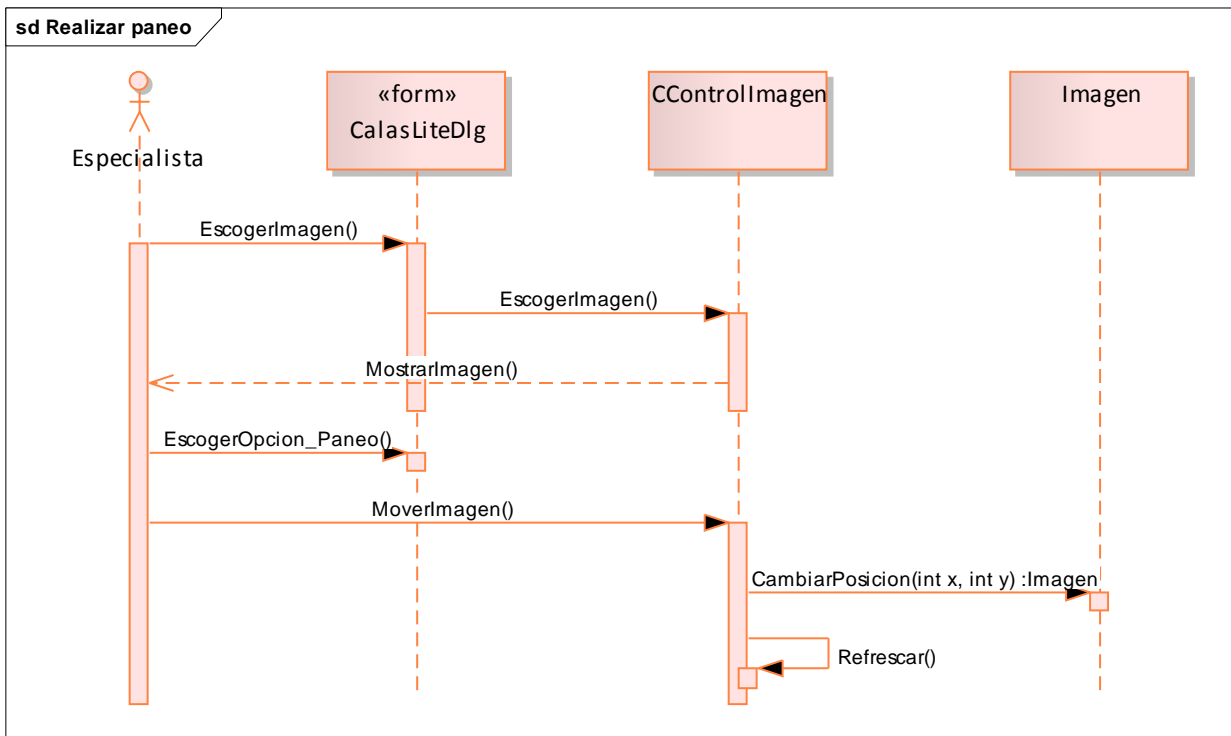 sd Realizar paneo
Especialista
«form»
CalasLiteDlg
CControlImagen
Imagen
EscogerImagen()
EscogerImagen()
MostrarImagen()
EscogerOpcion_Paneo()
MoverImagen()
CambiarPosicion(int x, int y) :Imagen
Refrescar()